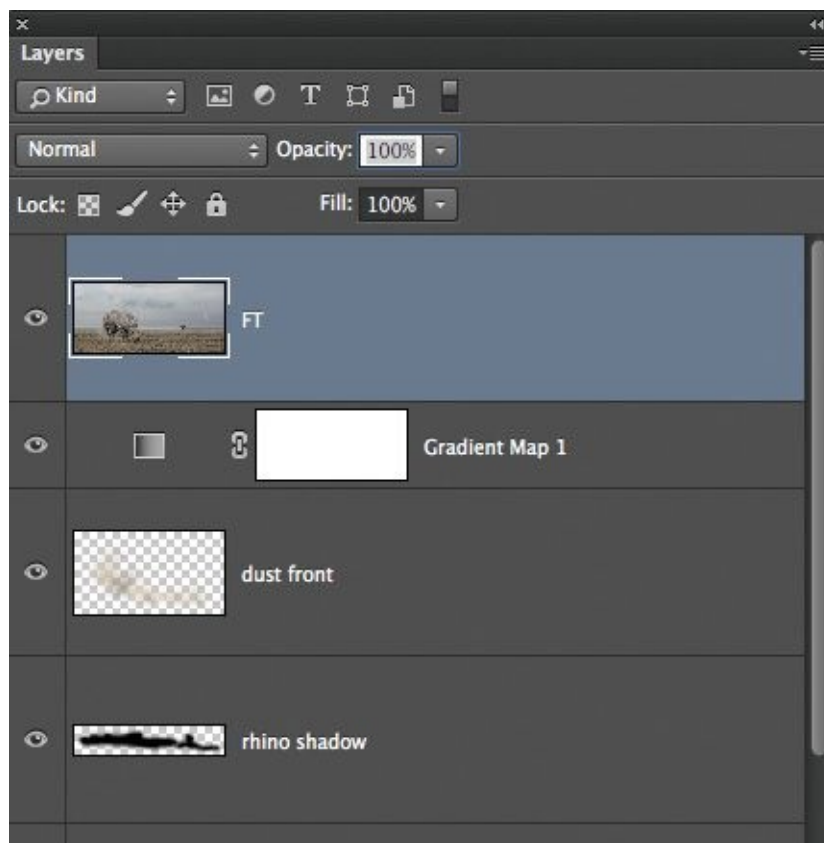 Layers
Kind
Normal Opacity: 100%
Lock: Fill: 100%
FT
Gradient Map 1
dust front
rhino shadow